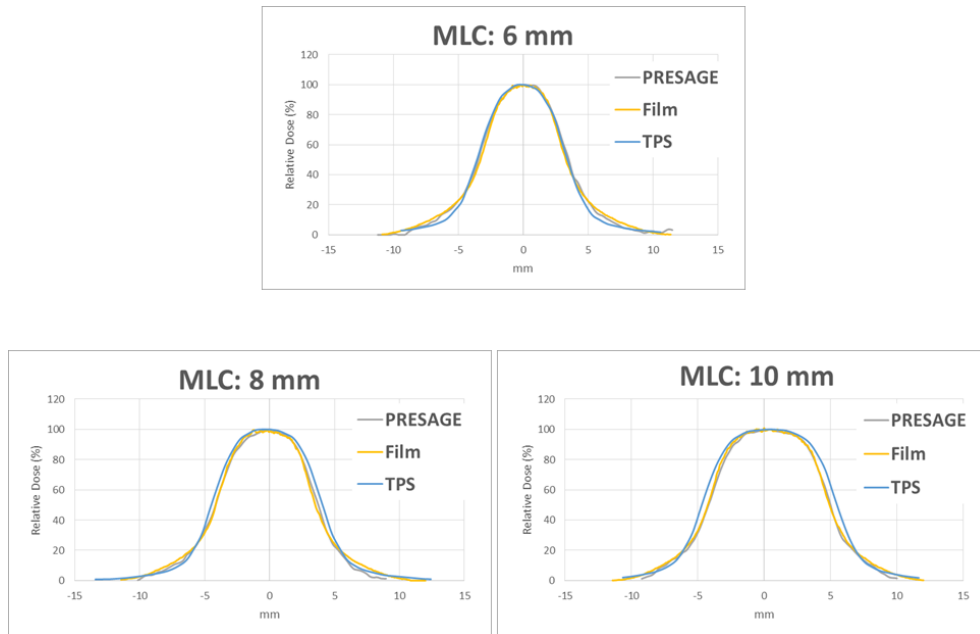 MLC: 6 mm
120
100
80
60
40
20
0
Relative Dose (%)
PRESAGE
Film
TPS
-15 -10 -5 0 5 10 15
mm
MLC: 8 mm
120
100
80
60
40
20
0
Relative Dose (%)
PRESAGE
Film
TPS
-15 -10 -5 0 5 10 15
mm
MLC: 10 mm
120
100
80
60
40
20
0
Relative Dose (%)
PRESAGE
Film
TPS
-15 -10 -5 0 5 10 15
mm